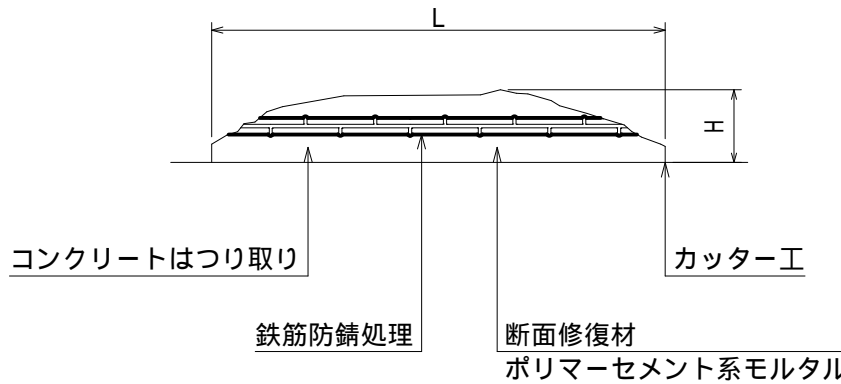 L
H
コンクリートはつり取り
カッター工
鉄筋防錆処理
断面修復材
ポリマーセメント系モルタル